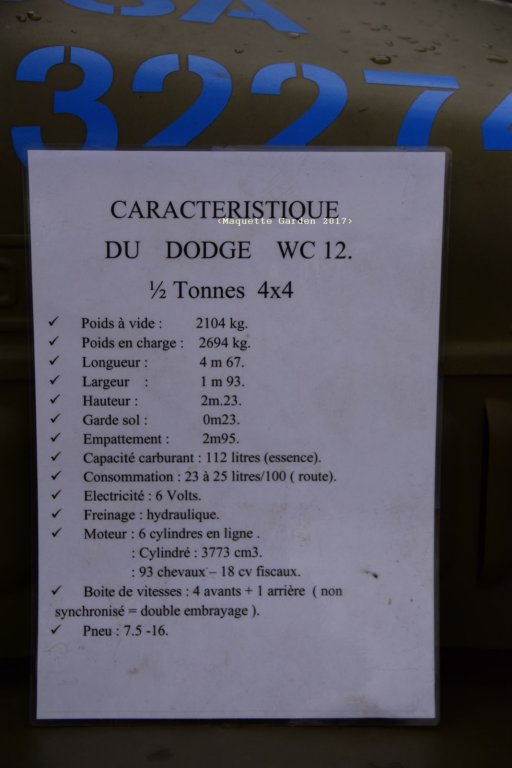 USA
32274
CARACTERISTIQUE
<Maquette Garden 2017>
DU DODGE WC 12.
½ Tonnes 4x4
✓ Poids à vide : 2104 kg.
✓ Poids en charge : 2694 kg.
✓ Longueur : 4 m 67.
✓ Largeur : 1 m 93.
✓ Hauteur : 2m.23.
✓ Garde sol : 0m23.
✓ Empattement : 2m95.
✓ Capacité carburant : 112 litres (essence).
✓ Consommation : 23 à 25 litres/100 ( route).
✓ Electricité : 6 Volts.
✓ Freinage : hydraulique.
✓ Moteur : 6 cylindres en ligne .
: Cylindré : 3773 cm3.
: 93 chevaux – 18 cv fiscaux.
✓ Boite de vitesses : 4 avants + 1 arrière ( non
synchronisé = double embrayage ).
✓ Pneu : 7.5 -16.